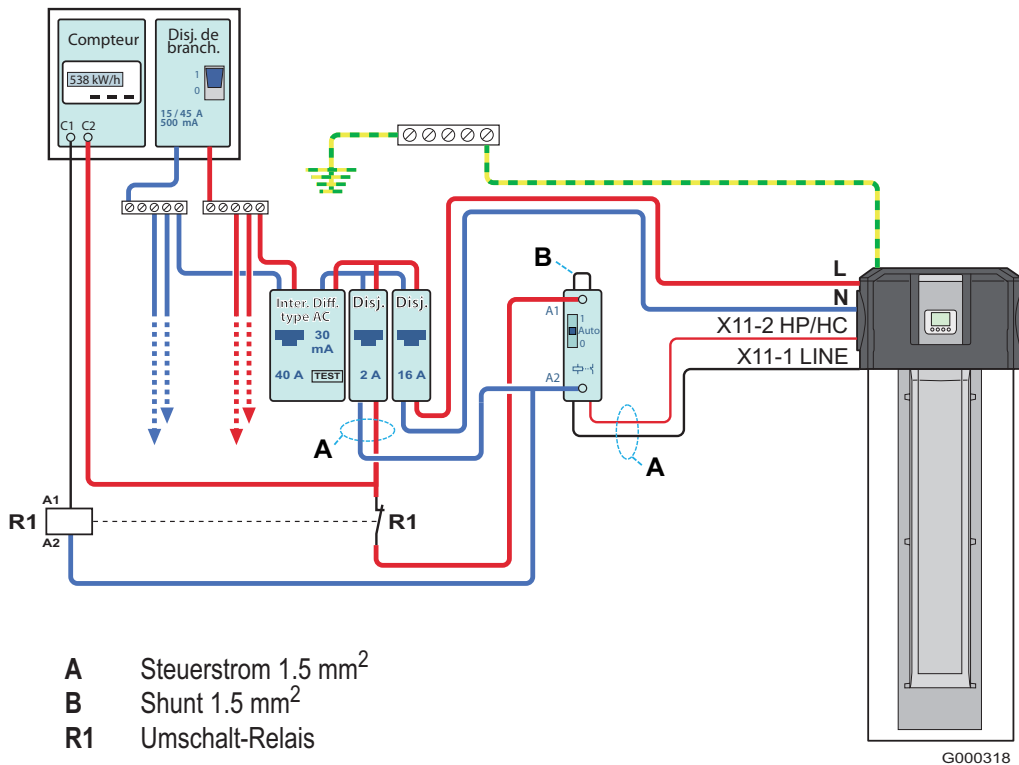 Compteur
Disj. de
branch.
538 kW/h
1
0
15 / 45 A
500 mA
C1 C2
B
L
N
Inter. Diff.
type AC
30
mA
40 A TEST
Disj.
2 A
Disj.
16 A
A1
1
Auto
0
A2
X11-2 HP/HC
X11-1 LINE
A
A
A1
R1
A2
R1
A Steuerstrom 1.5 mm²
B Shunt 1.5 mm²
R1 Umschalt-Relais
G000318